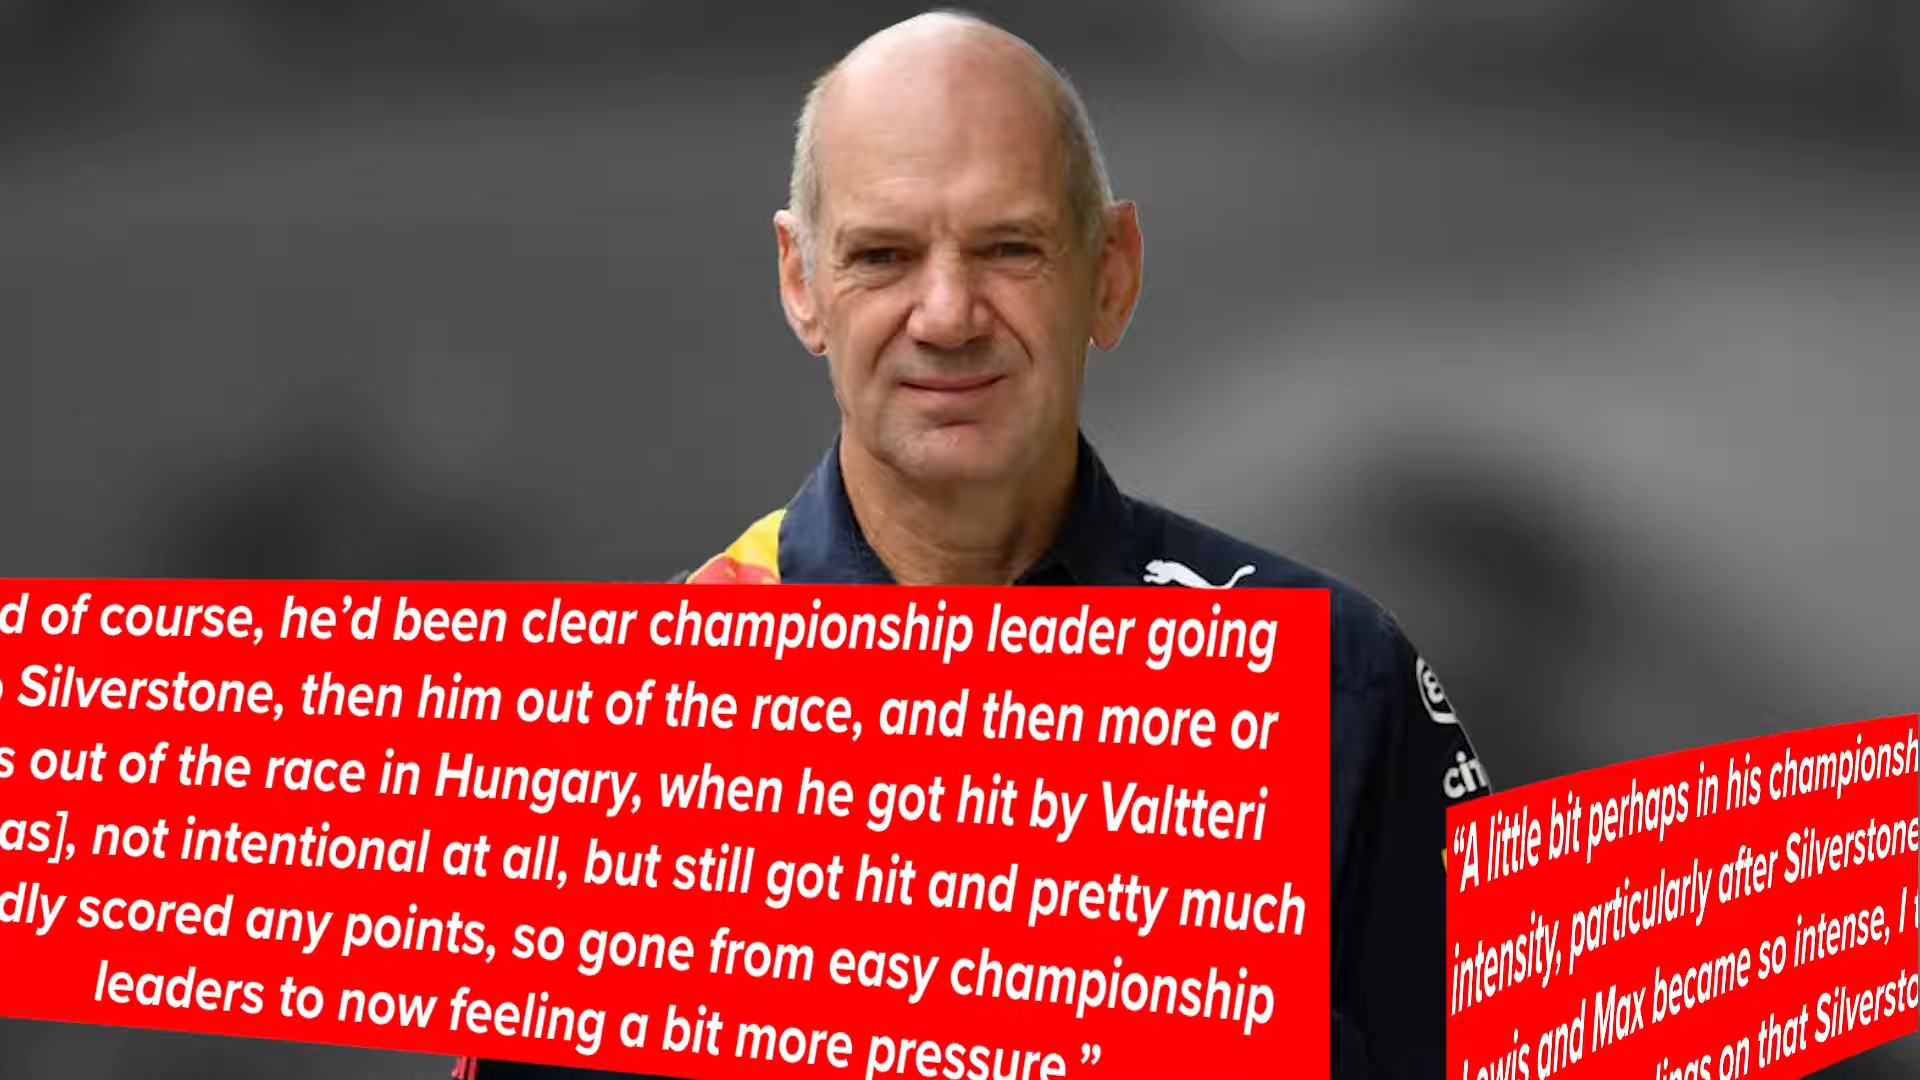 d of course, he’d been clear championship leader going
Silverstone, then him out of the race, and then more or
s out of the race in Hungary, when he got hit by Valtteri
as], not intentional at all, but still got hit and pretty much
dly scored any points, so gone from easy championship
leaders to now feeling a bit more pressure.”
“A little bit perhaps in his championsh
intensity, particularly after Silverstone
Lewis and Max became so intense, I t
lings on that Silversto
cit